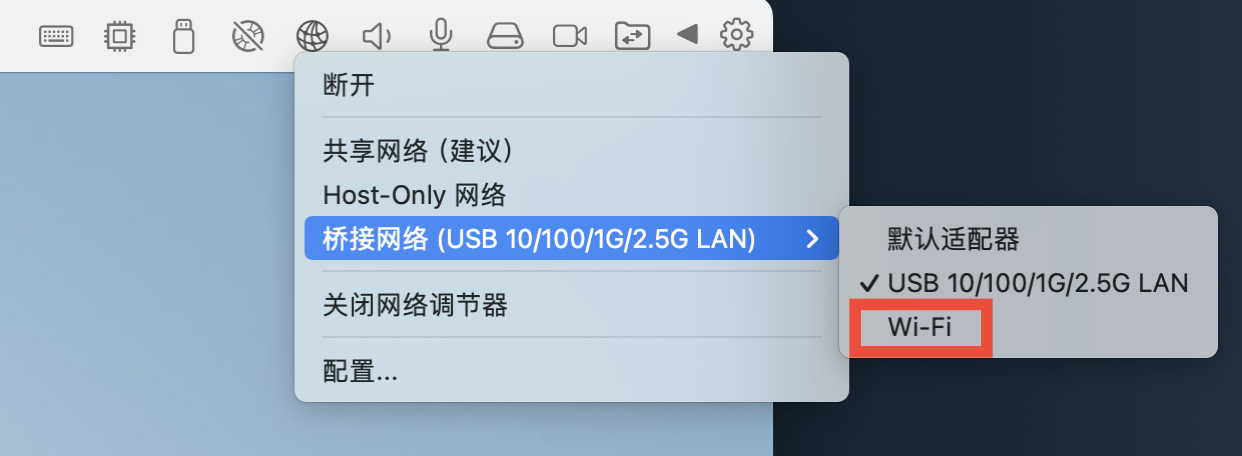 断开
共享网络（建议）
Host-Only 网络
桥接网络 (USB 10/100/1G/2.5G LAN)
默认适配器
✓ USB 10/100/1G/2.5G LAN
Wi-Fi
关闭网络调节器
配置...